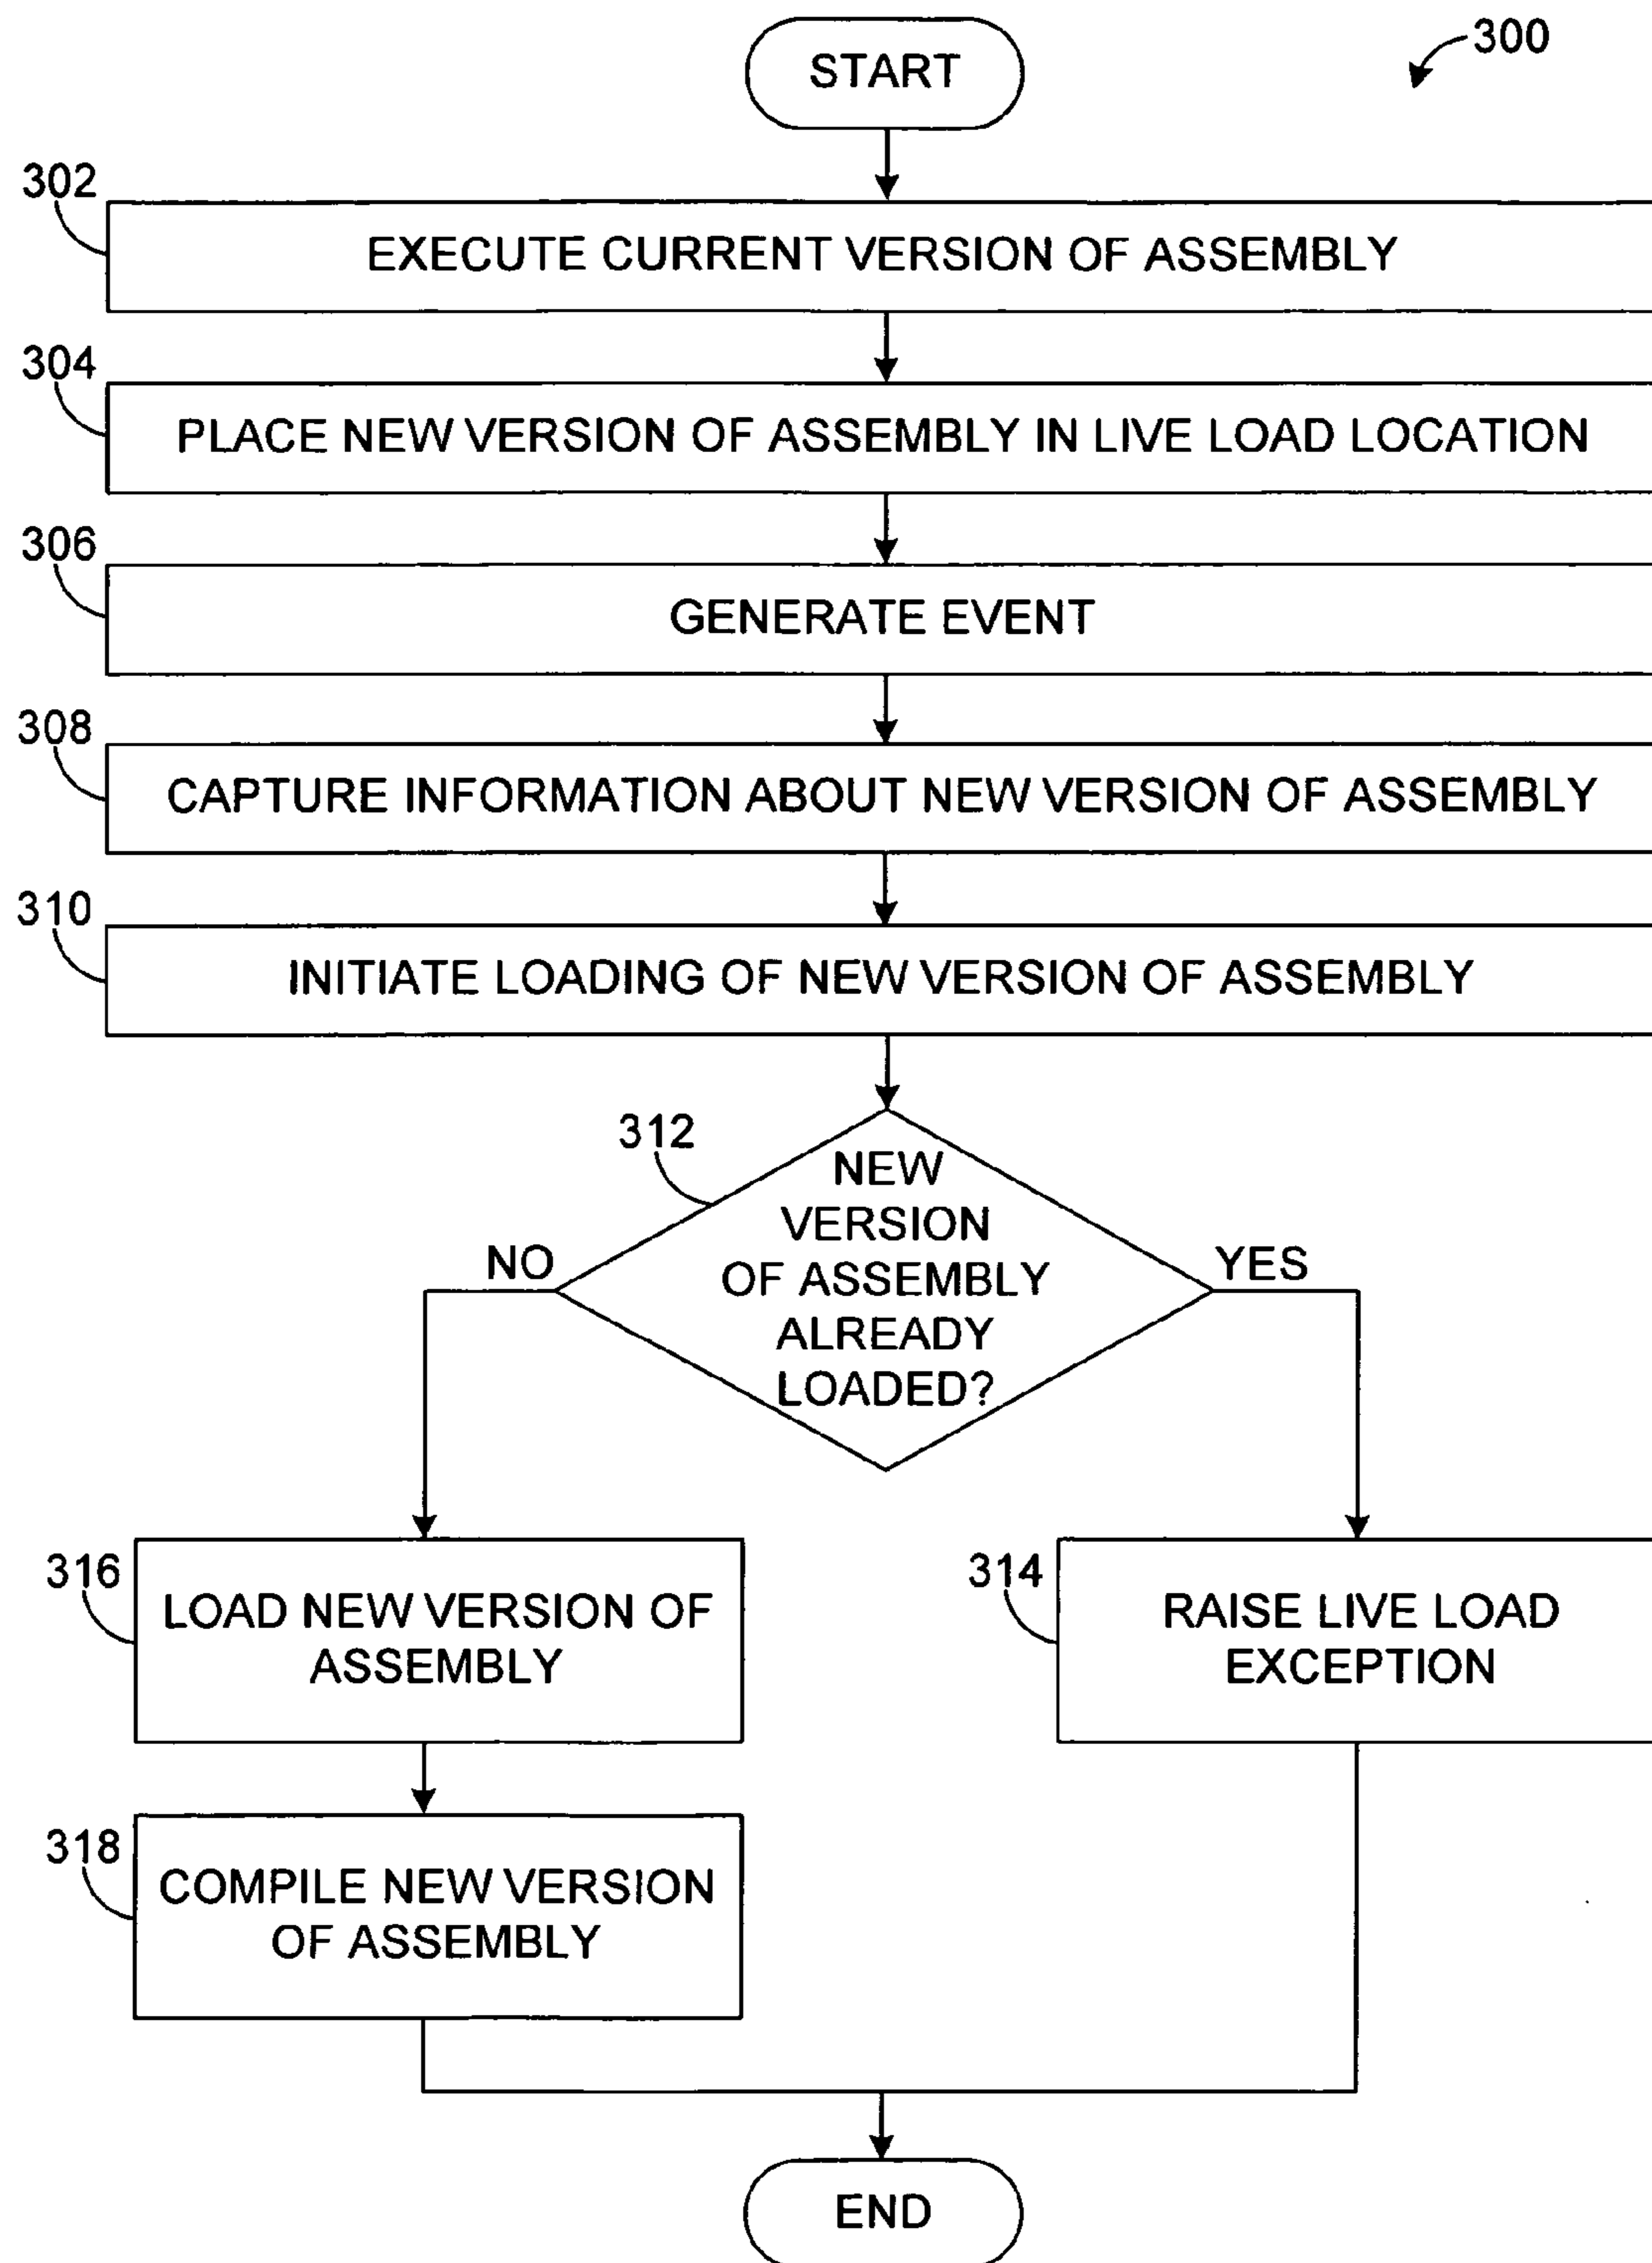 START
300
302
EXECUTE CURRENT VERSION OF ASSEMBLY
304
PLACE NEW VERSION OF ASSEMBLY IN LIVE LOAD LOCATION
306
GENERATE EVENT
308
CAPTURE INFORMATION ABOUT NEW VERSION OF ASSEMBLY
310
INITIATE LOADING OF NEW VERSION OF ASSEMBLY
312
NEW
VERSION
OF ASSEMBLY
ALREADY
LOADED?
NO
YES
316
LOAD NEW VERSION OF
ASSEMBLY
314
RAISE LIVE LOAD
EXCEPTION
318
COMPILE NEW VERSION
OF ASSEMBLY
END